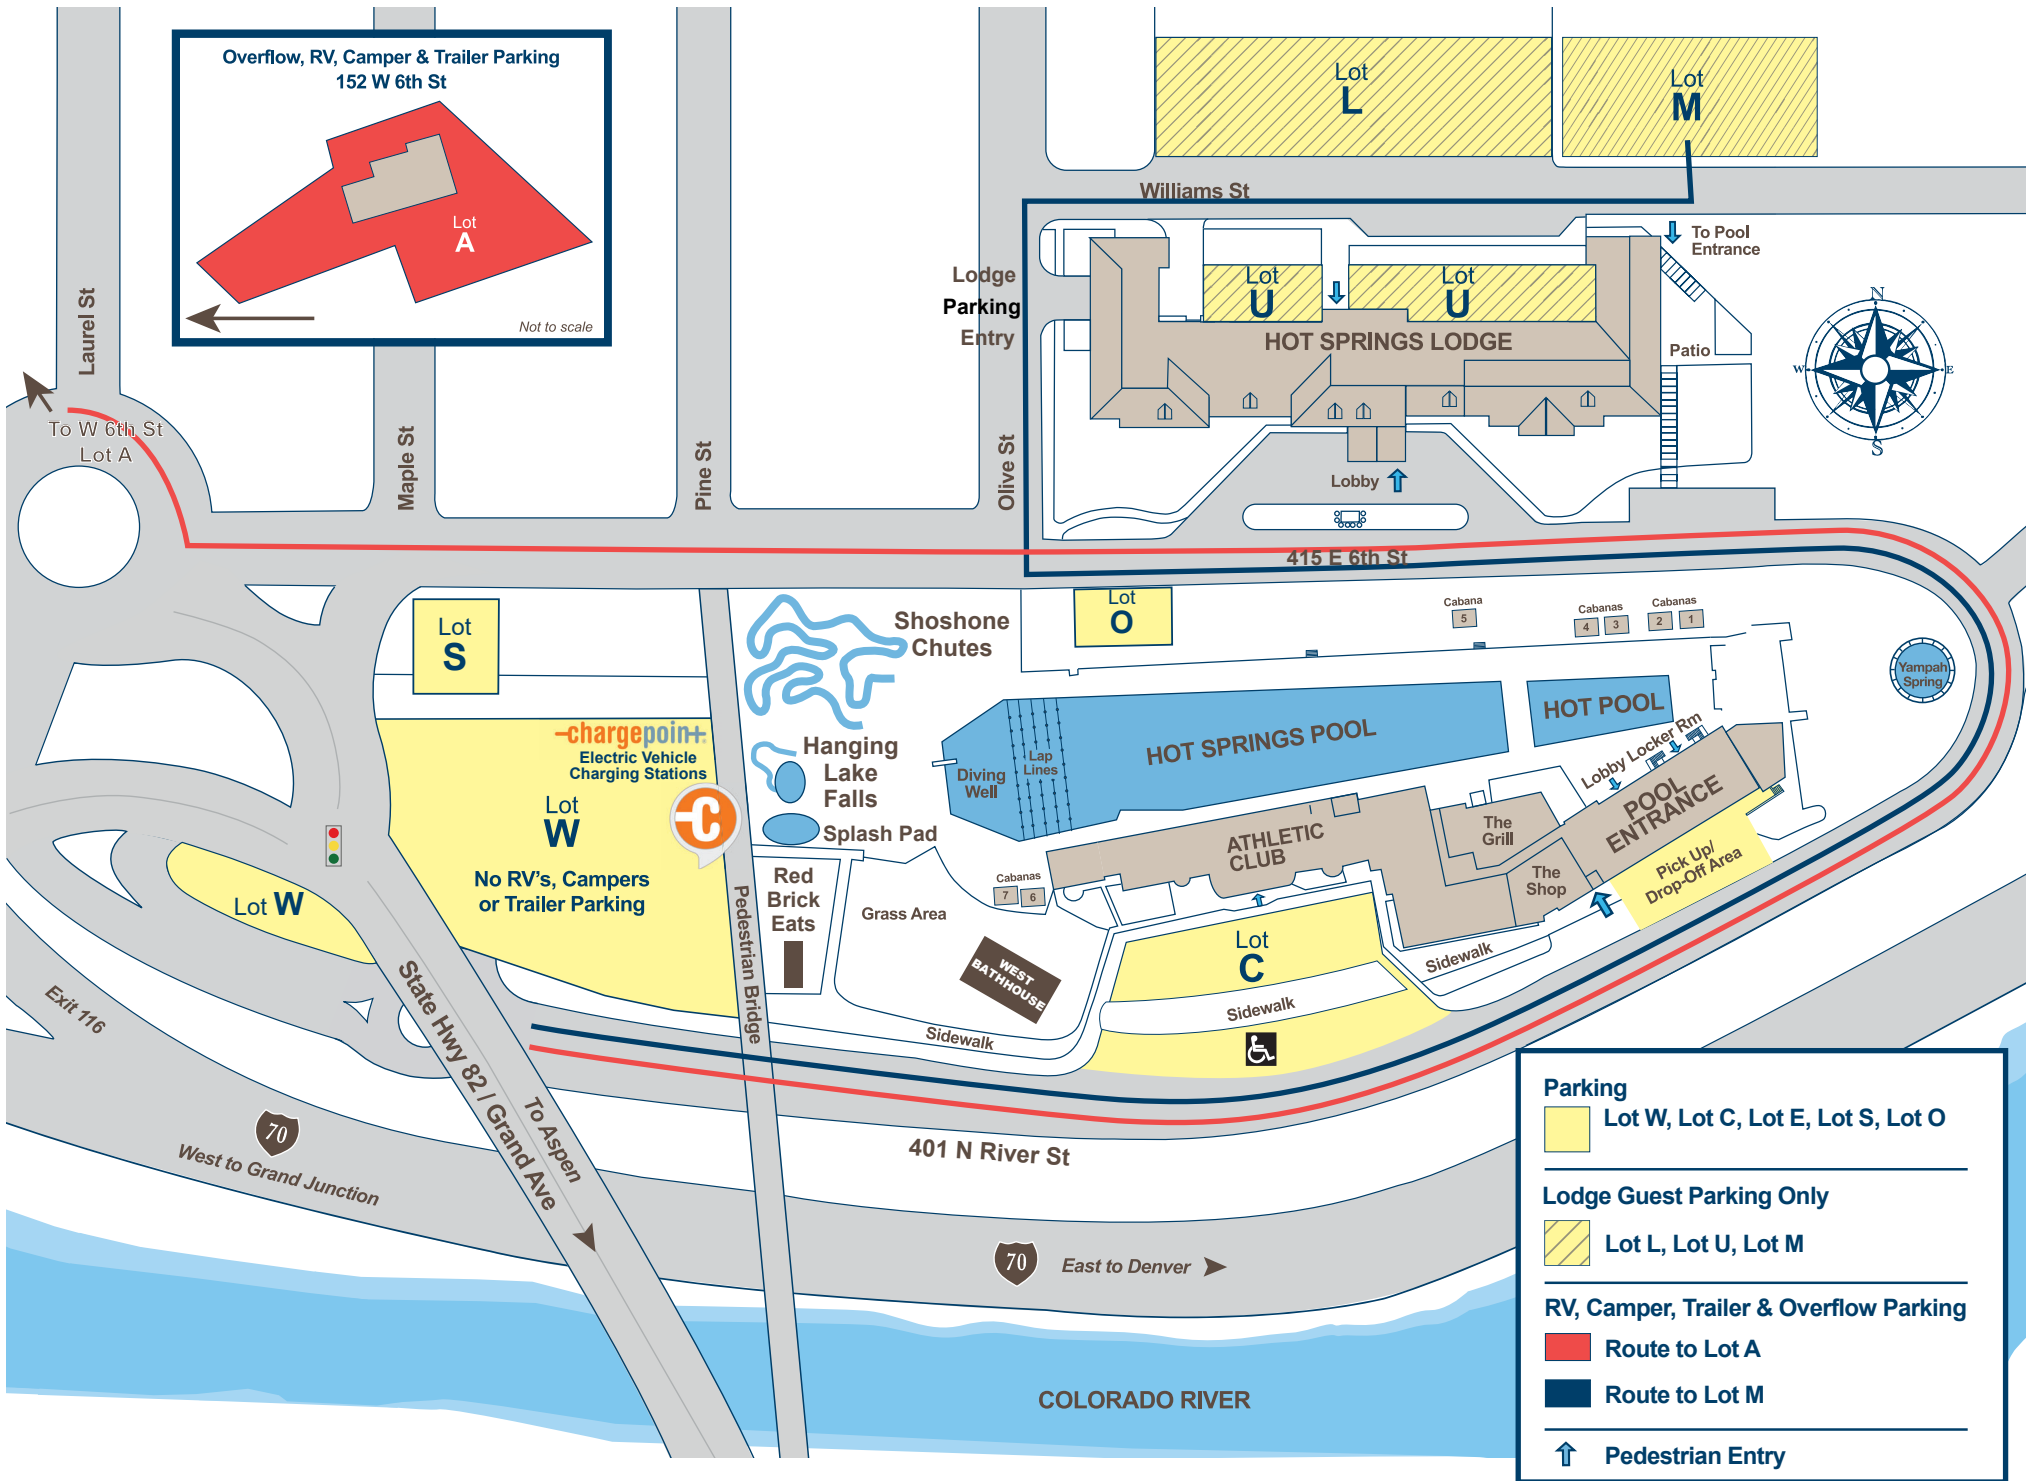 Overflow, RV, Camper & Trailer Parking
152 W 6th St
Lot
A
Not to scale
Lot
L
Lot
M
Williams St
To Pool
Entrance
Lodge
Parking
Entry
Lot
U
Lot
U
HOT SPRINGS LODGE
Patio
N
W
E
S
Laurel St
To W 6th St
Lot A
Maple St
Pine St
Olive St
Lobby
415 E 6th St
Lot
S
Shoshone
Chutes
Lot
O
Cabana
5
Cabanas
4
3
Cabanas
2
1
Yampah
Spring
-chargepoin+
Electric Vehicle
Charging Stations
Hanging
Lake
Falls
Splash Pad
Diving
Well
Lap
Lines
HOT SPRINGS POOL
HOT POOL
Lobby Locker Rm
POOL
ENTRANCE
Lot
W
No RV's, Campers
or Trailer Parking
C
Lot W
Pedestrian Bridge
Red
Brick
Eats
Grass Area
Cabanas
7
6
ATHLETIC
CLUB
The
Grill
The
Shop
Pick Up/
Drop-Off Area
WEST
BATHHOUSE
Lot
C
Sidewalk
Sidewalk
Sidewalk
Exit 116
State Hwy 82 / Grand Ave
To Aspen
70
West to Grand Junction
401 N River St
70
East to Denver
COLORADO RIVER
Parking
Lot W, Lot C, Lot E, Lot S, Lot O
Lodge Guest Parking Only
Lot L, Lot U, Lot M
RV, Camper, Trailer & Overflow Parking
Route to Lot A
Route to Lot M
Pedestrian Entry